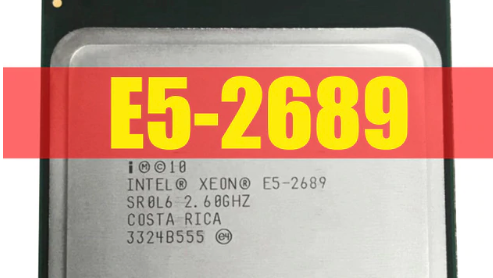 E5-2689
i Ⓜ©10
INTEL® XEON® E5-2689
SR0L6 2.60GHZ
COSTA RICA
3324B555 e4